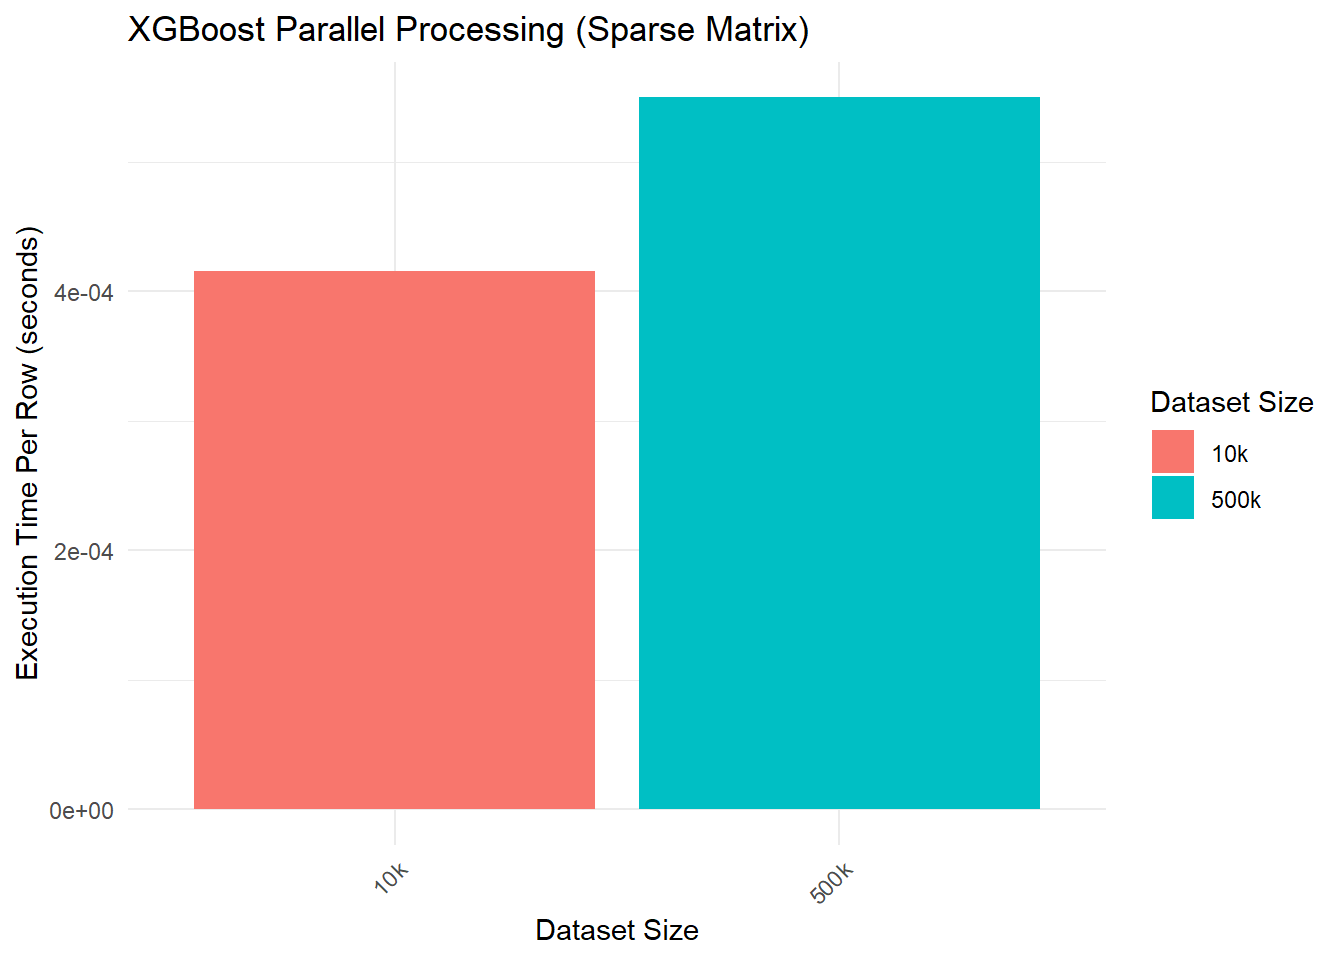 XGBoost Parallel Processing (Sparse Matrix)
Execution Time Per Row (seconds)
4e-04
2e-04
0e+00
10k
500k
Dataset Size
Dataset Size
10k
500k